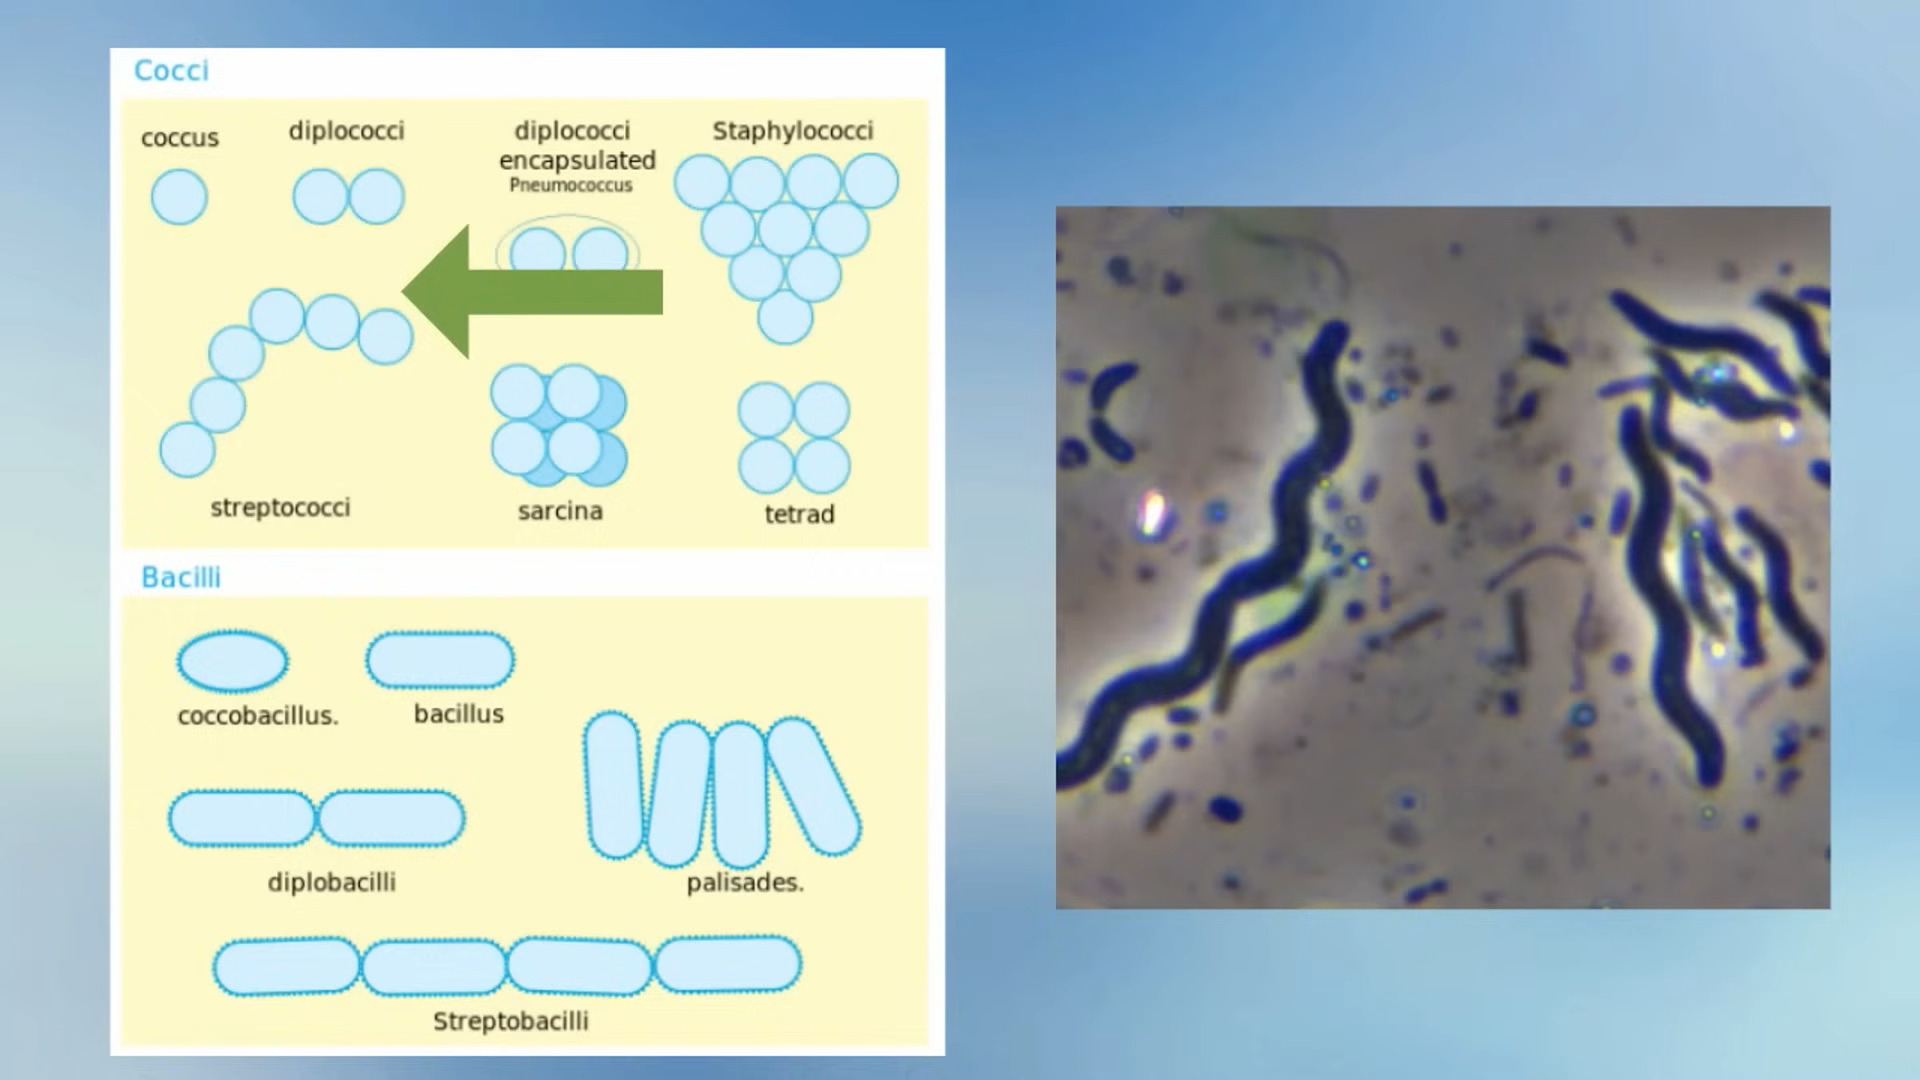 Cocci
coccus
diplococci
diplococci
encapsulated
Pneumococcus
Staphylococci
streptococci
sarcina
tetrad
Bacilli
coccobacillus.
bacillus
diplobacilli
palisades.
Streptobacilli